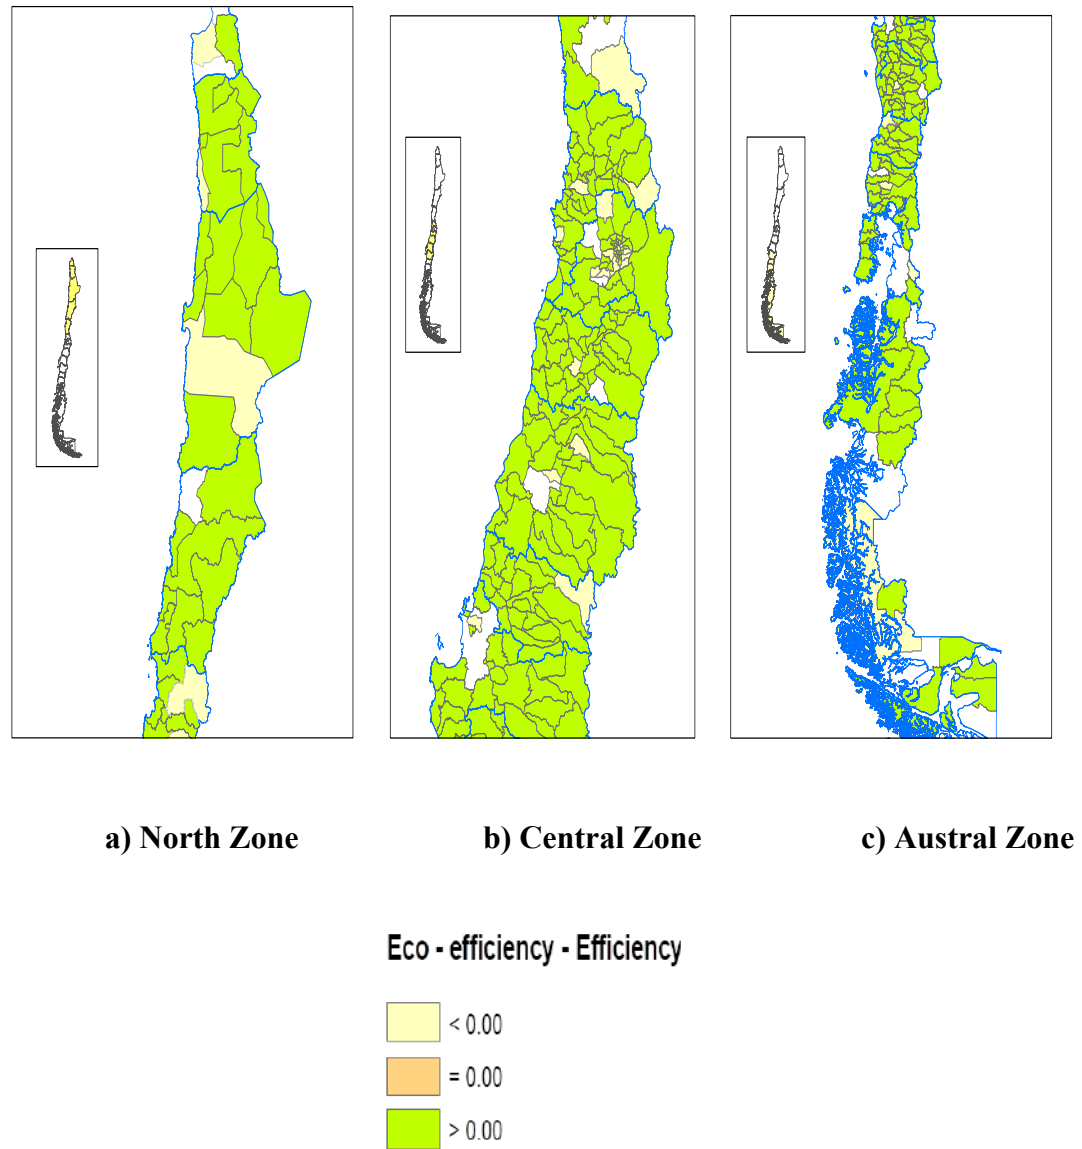 a) North Zone
b) Central Zone
c) Austral Zone
Eco - efficiency - Efficiency
< 0.00
= 0.00
> 0.00